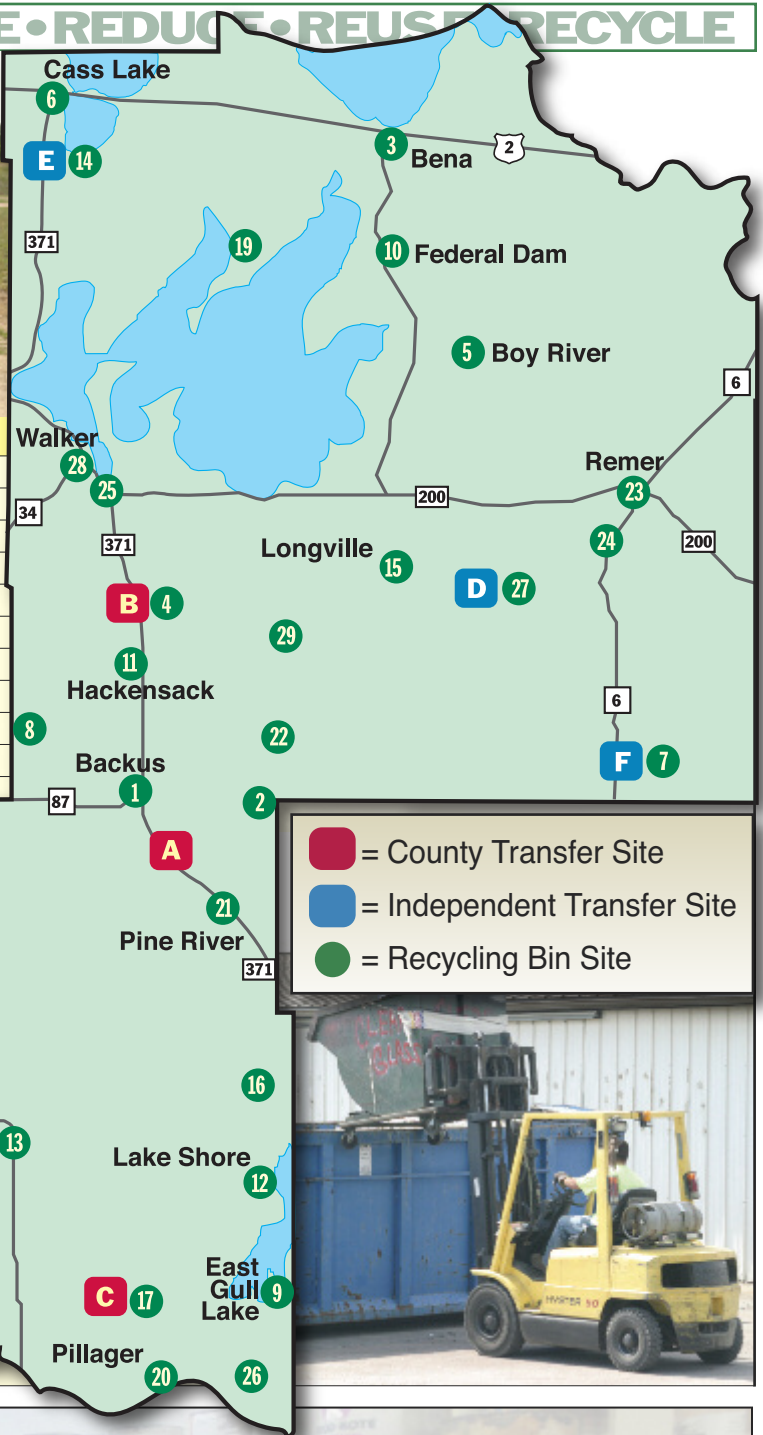 E • REDUCE • REUSE RECYCLE
Cass Lake
6
3
Bena
2
E
14
371
19
10
Federal Dam
5
Boy River
6
Walker
28
25
Remer
23
200
34
371
24
200
Longville
15
D
27
B
4
29
11
Hackensack
6
8
22
F
7
Backus
1
87
2
A
= County Transfer Site
= Independent Transfer Site
= Recycling Bin Site
21
Pine River
371
16
13
Lake Shore
12
East
Gull
Lake
9
C
17
Pillager
20
26
GLASS
HYSTER 50